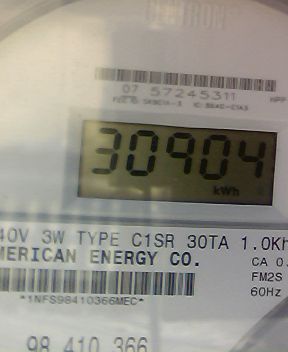 07 57245311
30904
kWh
40V 3W TYPE C1SR 30TA 1.0Kh
MERICAN ENERGY CO.
CA 0.
FM2S
60Hz
*1NFS98410366MEC*
98 410 366